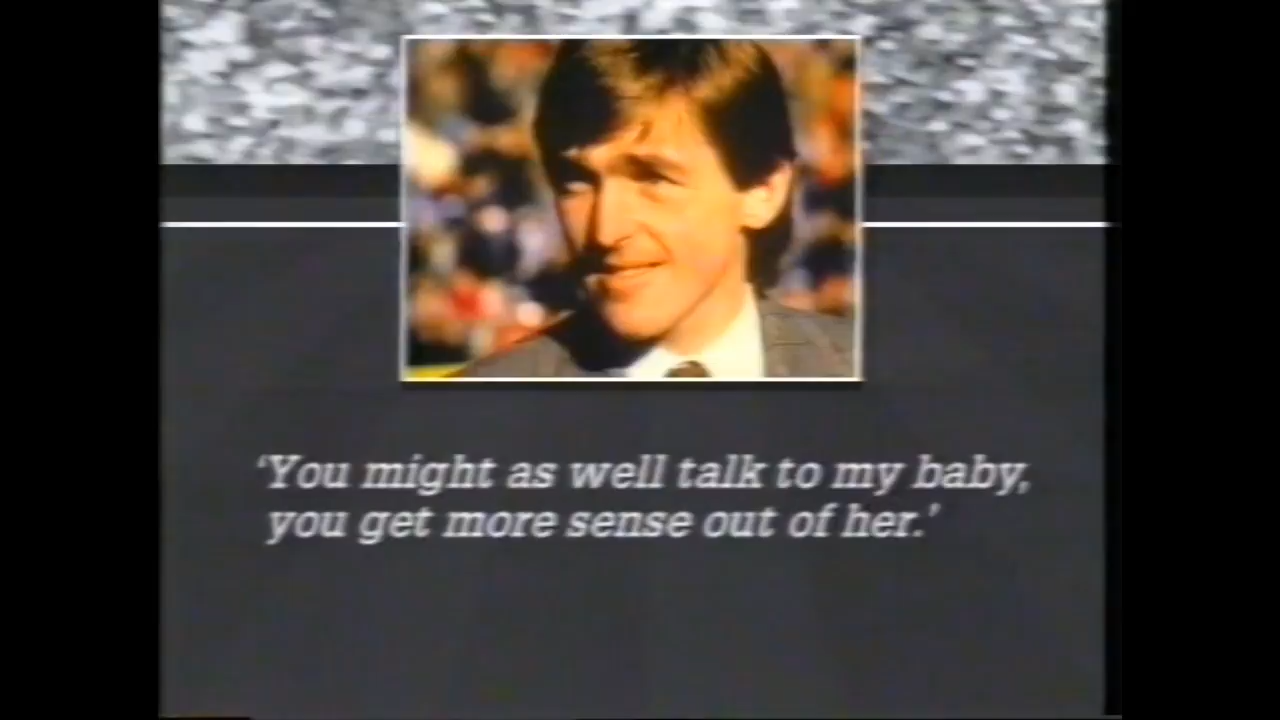 ‘You might as well talk to my baby,
you get more sense out of her.’